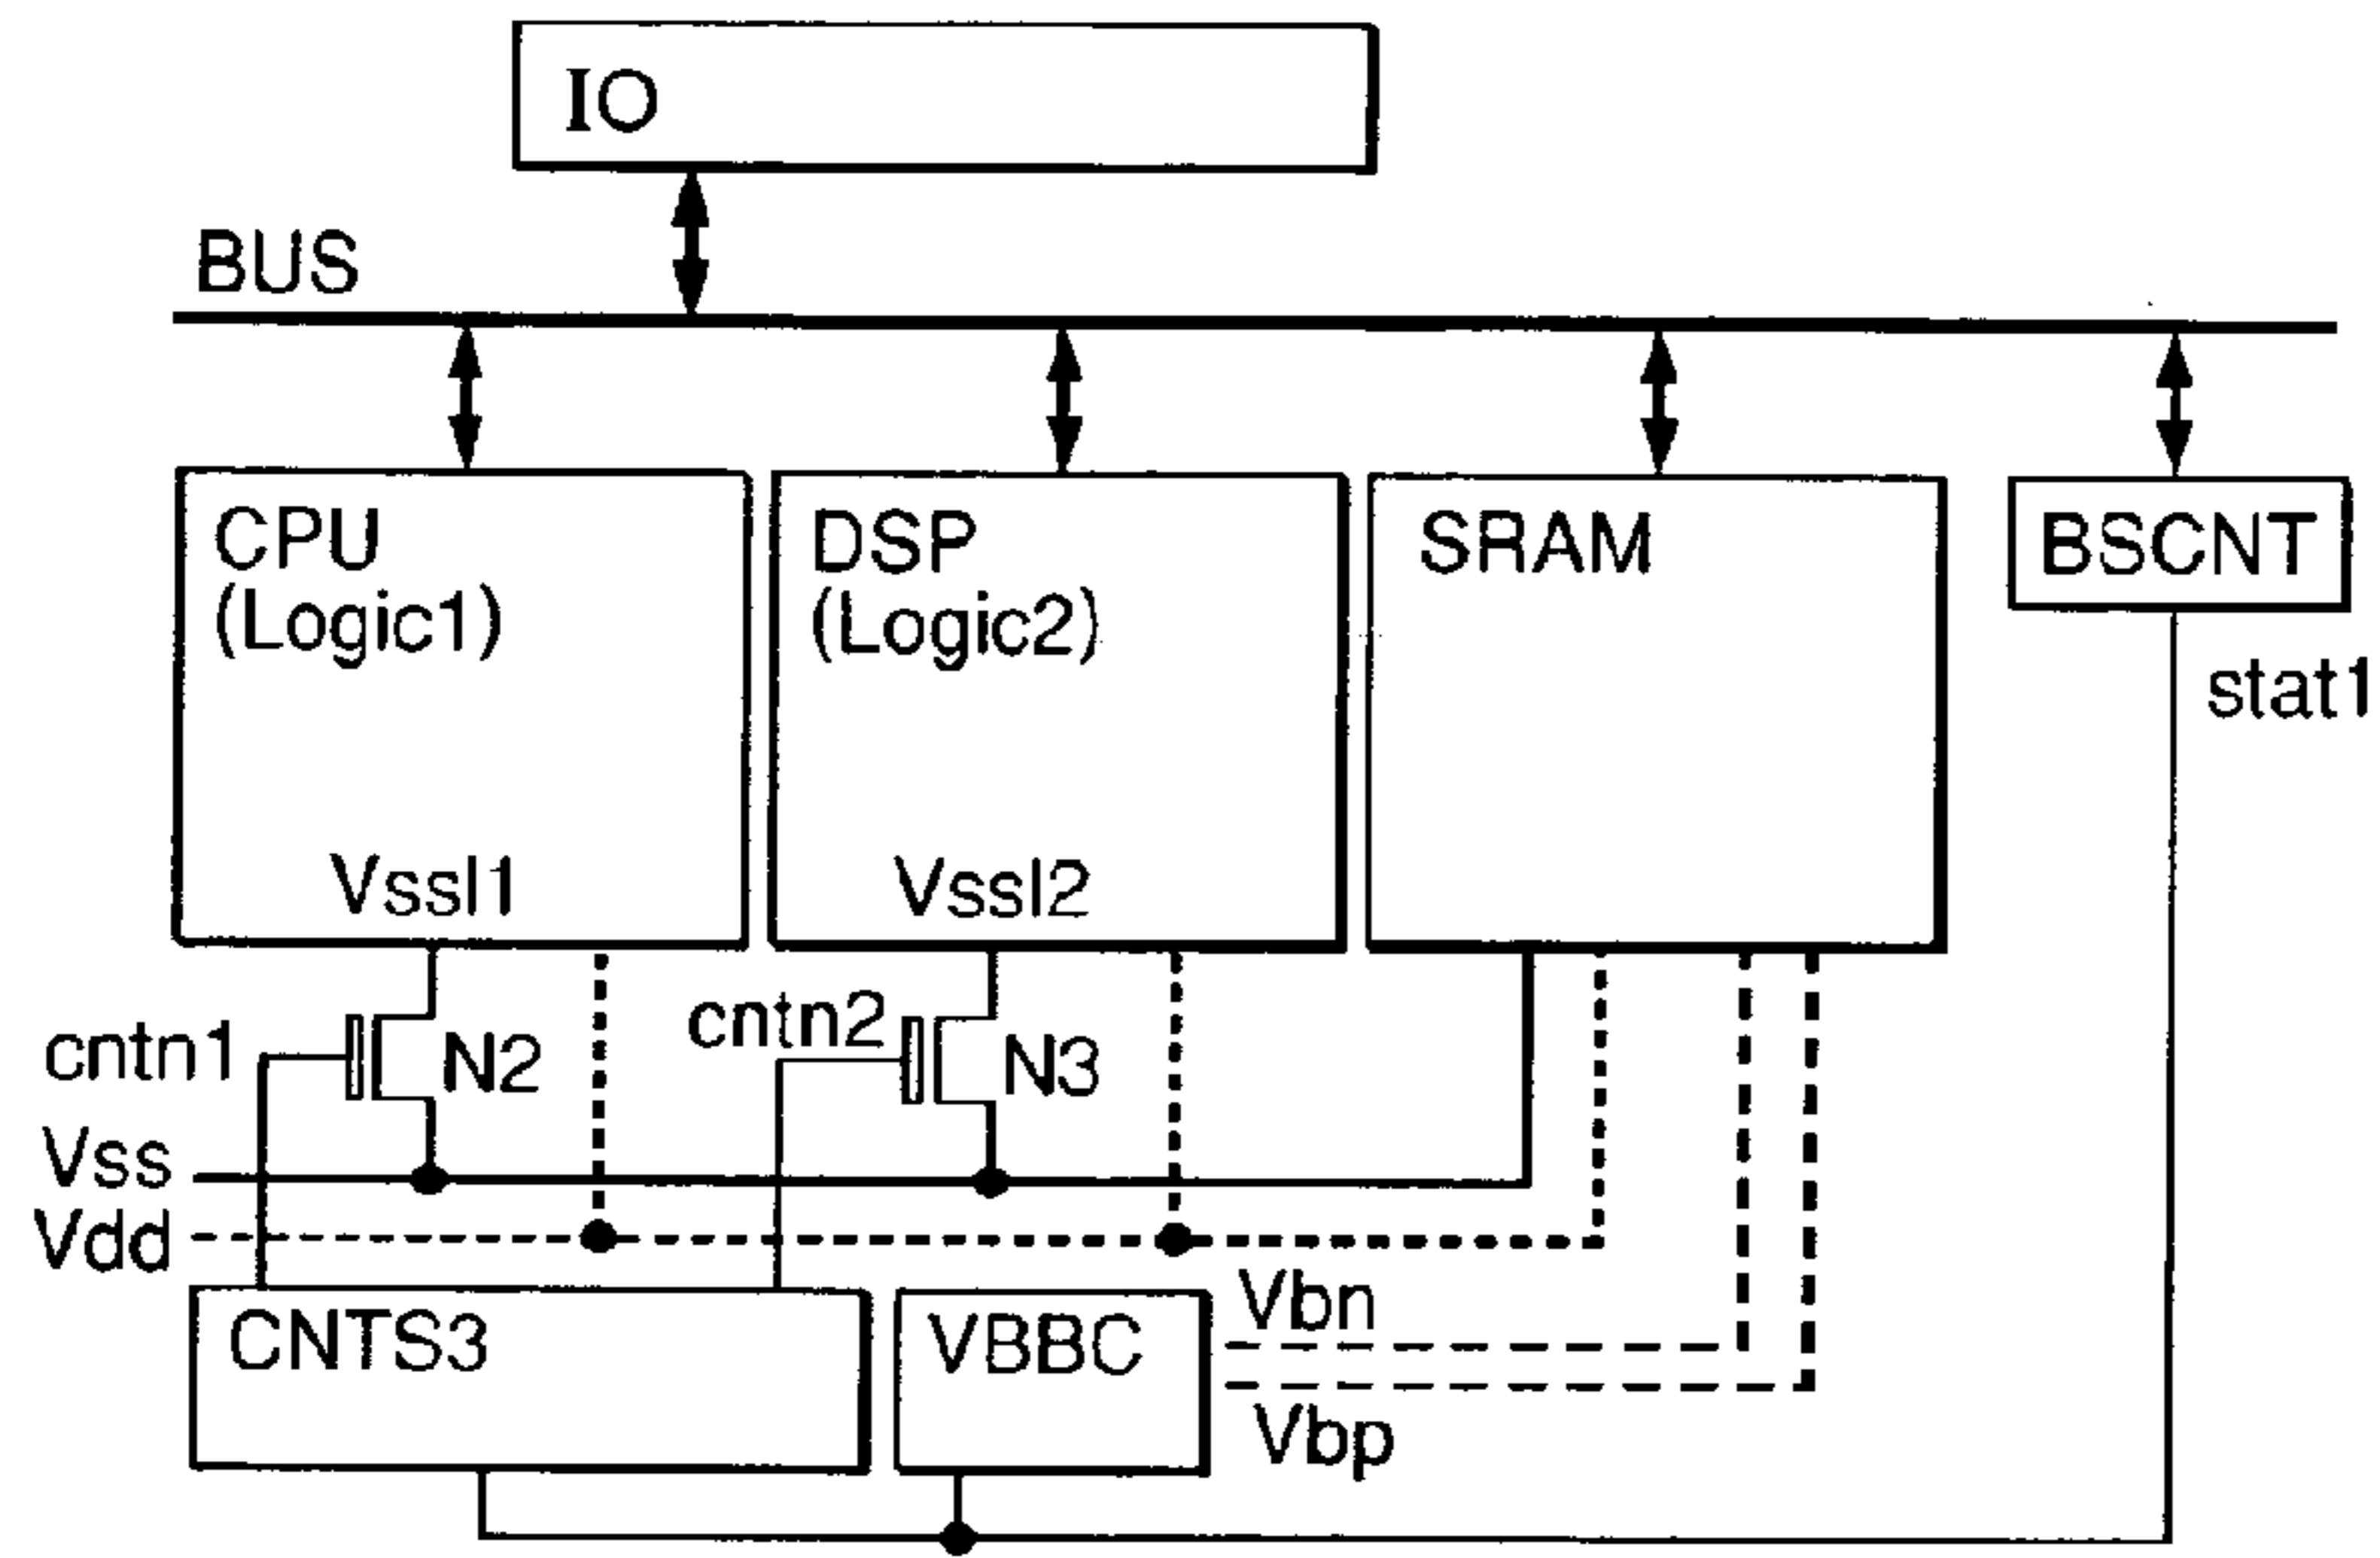 IO
BUS
CPU
(Logic1)
DSP
(Logic2)
SRAM
BSCNT
stat1
Vssl1
Vssl2
cntn1
N2
cntn2
N3
Vss
Vdd
CNTS3
VBBC
Vbn
Vbp